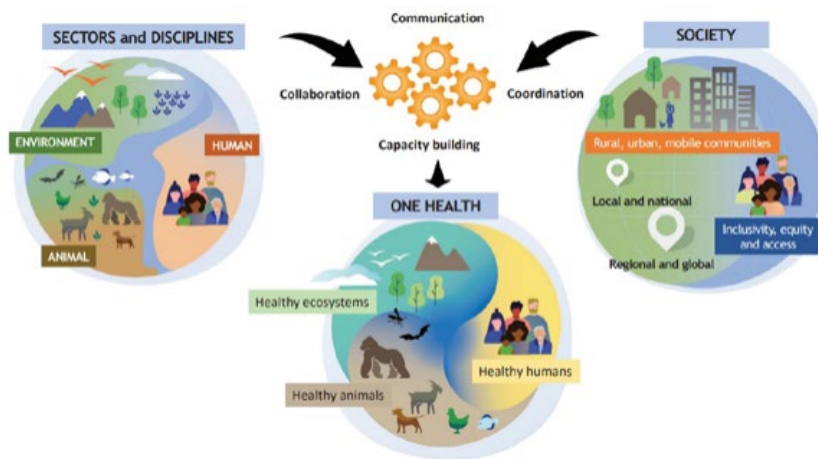 Communication
SECTORS and DISCIPLINES
SOCIETY
Collaboration
Coordination
ENVIRONMENT
HUMAN
Capacity building
Rural, urban, mobile communities
Local and national
ONE HEALTH
Inclusivity, equity
and access
ANIMAL
Regional and global
Healthy ecosystems
Healthy humans
Healthy animals